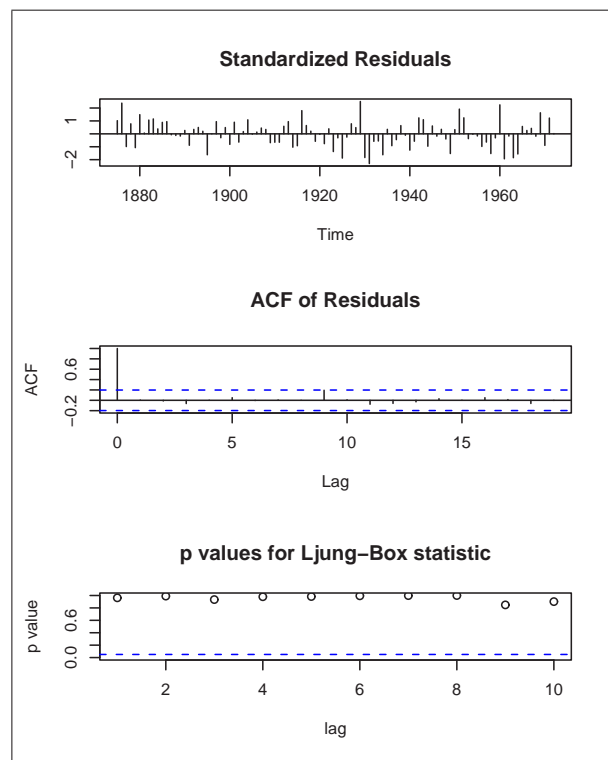 Standardized Residuals
1
−2
1880 1900 1920 1940 1960
Time
ACF of Residuals
ACF
0.6
−0.2
0 5 10 15
Lag
p values for Ljung−Box statistic
p value
0.6
0.0
2 4 6 8 10
lag